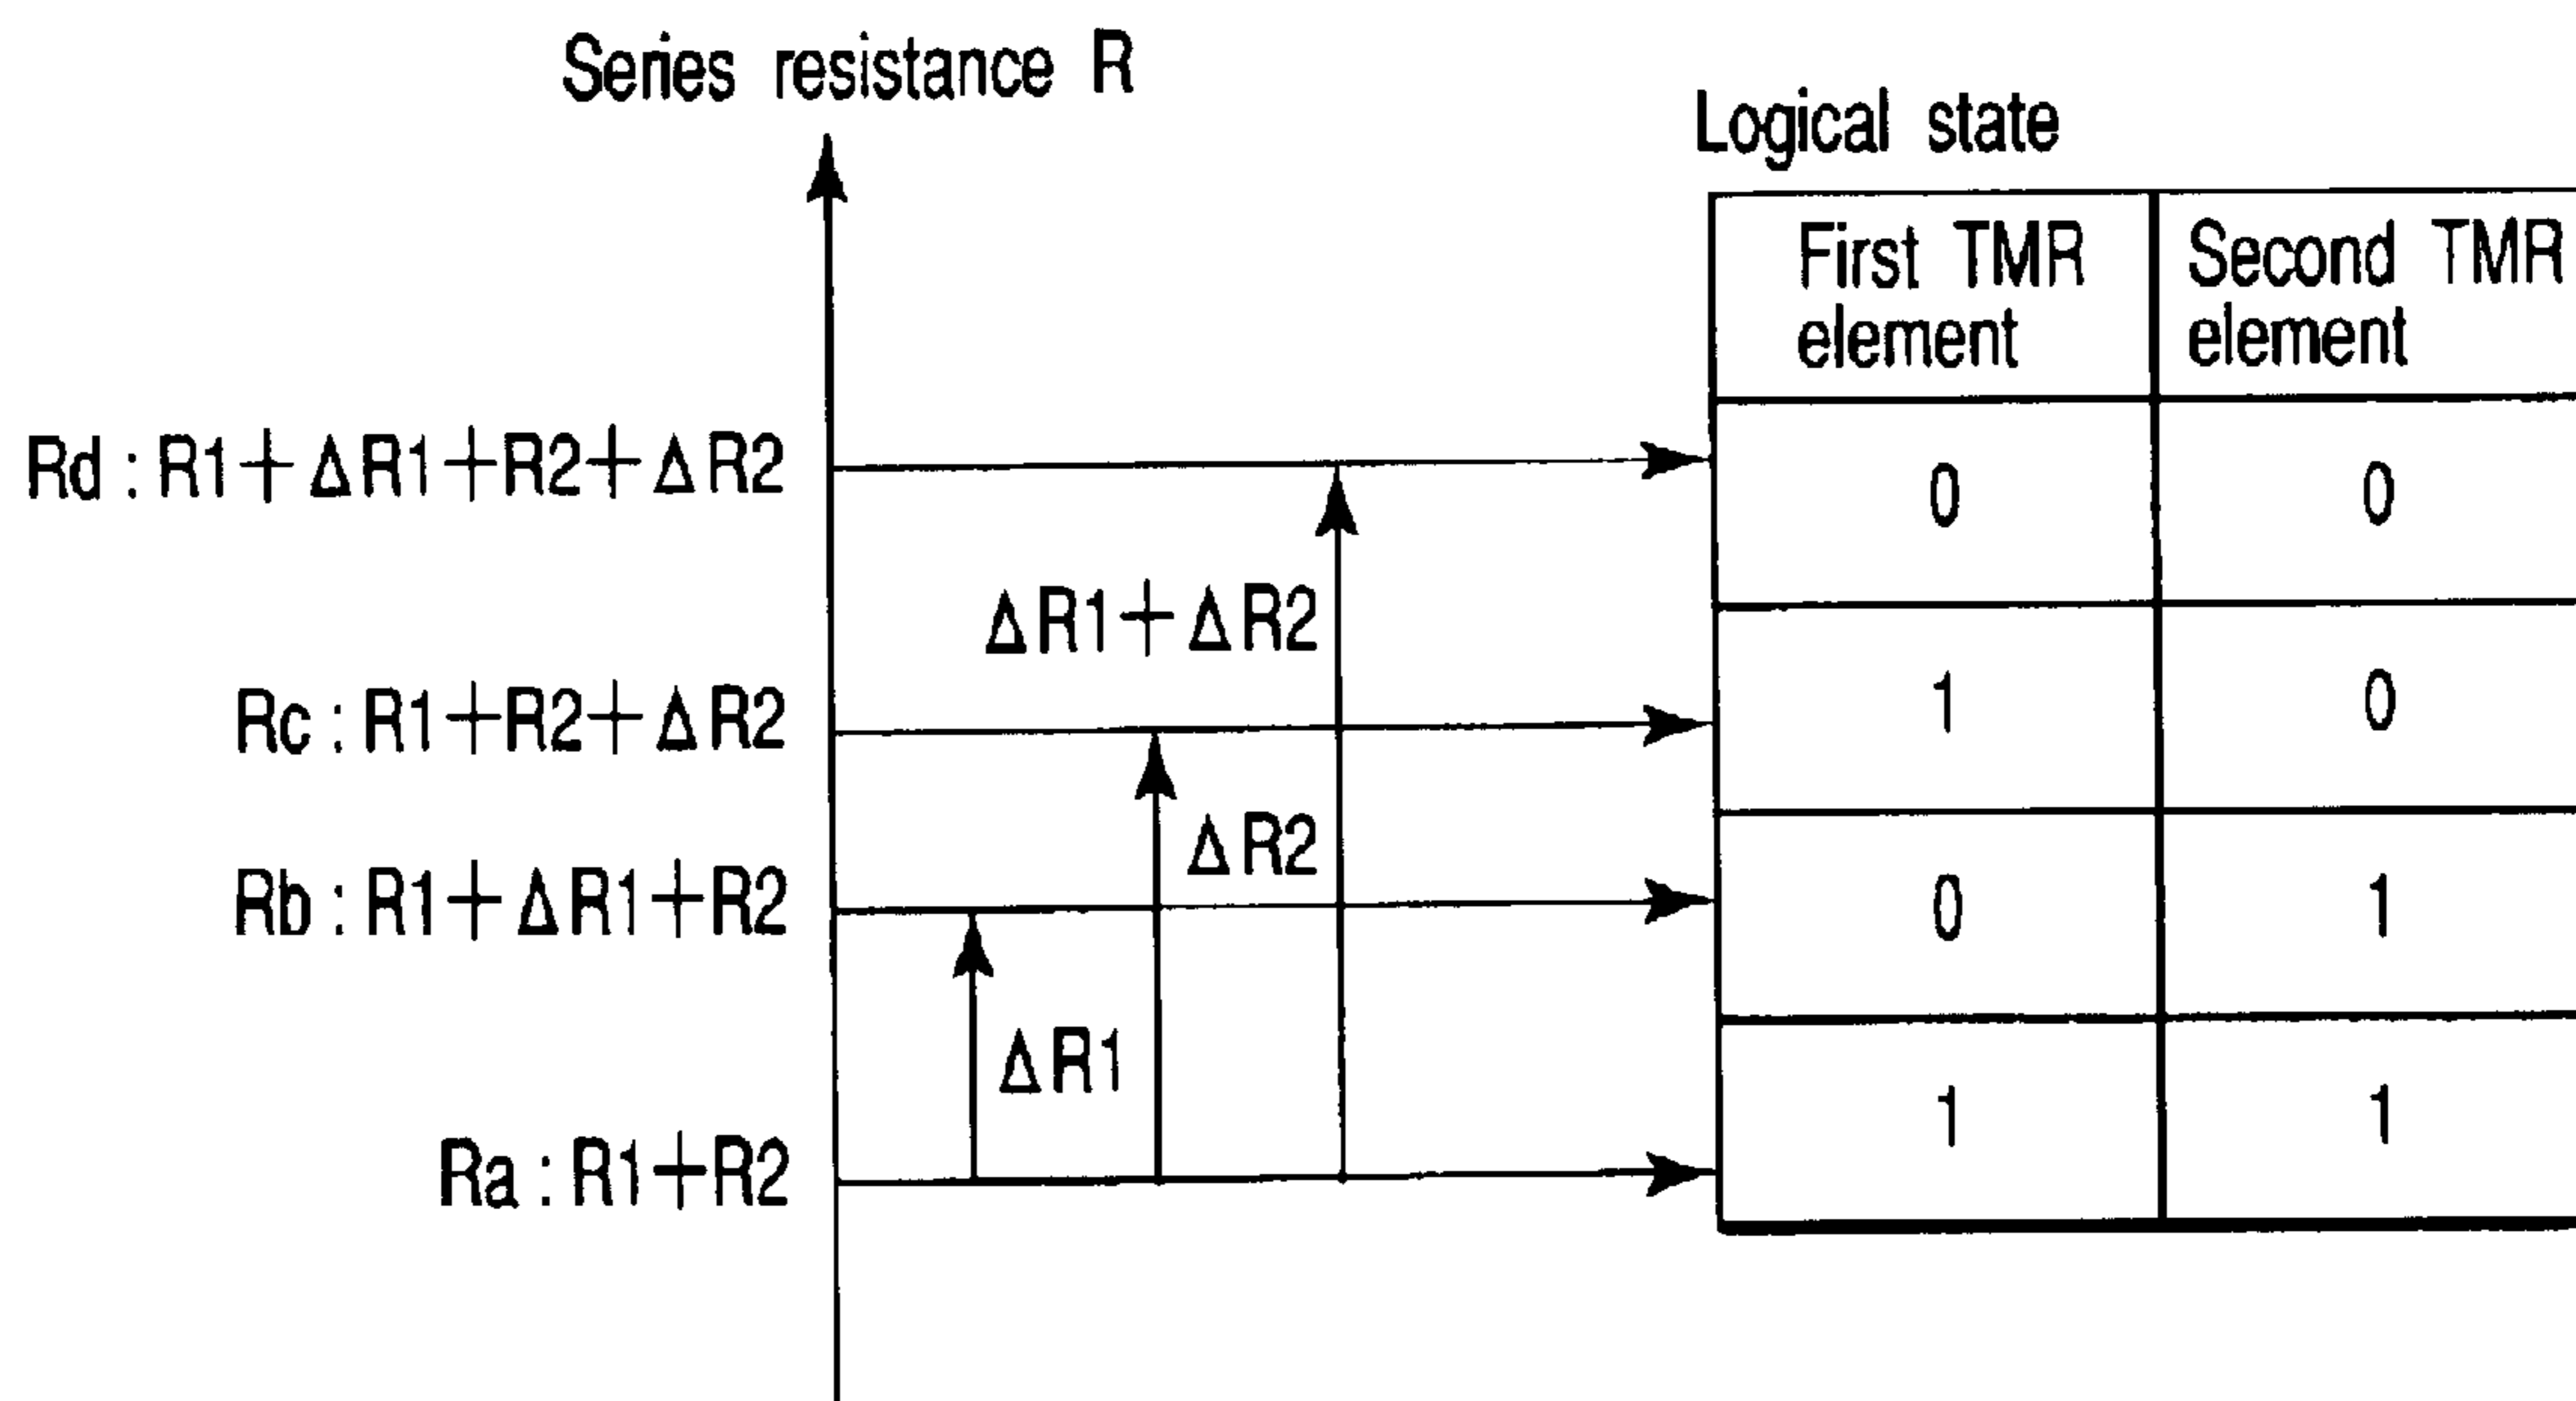 Series resistance R
Logical state
First TMR
element
Second TMR
element
Rd : R1+ΔR1+R2+ΔR2
0
0
ΔR1+ΔR2
Rc : R1+R2+ΔR2
1
0
ΔR2
Rb : R1+ΔR1+R2
0
1
ΔR1
Ra : R1+R2
1
1